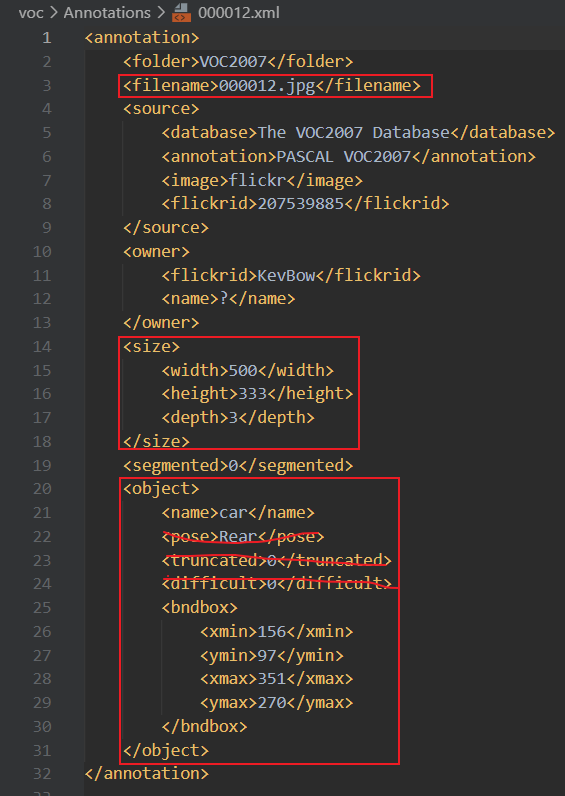 voc > Annotations > 000012.xml
1 <annotation>
2 <folder>VOC2007</folder>
3 <filename>000012.jpg</filename>
4 <source>
5 <database>The VOC2007 Database</database>
6 <annotation>PASCAL VOC2007</annotation>
7 <image>flickr</image>
8 <flickrid>207539885</flickrid>
9 </source>
10 <owner>
11 <flickrid>KevBow</flickrid>
12 <name>?</name>
13 </owner>
14 <size>
15 <width>500</width>
16 <height>333</height>
17 <depth>3</depth>
18 </size>
19 <segmented>0</segmented>
20 <object>
21 <name>car</name>
22 <pose>Rear</pose>
23 <truncated>0</truncated>
24 <difficult>0</difficult>
25 <bndbox>
26 <xmin>156</xmin>
27 <ymin>97</ymin>
28 <xmax>351</xmax>
29 <ymax>270</ymax>
30 </bndbox>
31 </object>
32 </annotation>
33